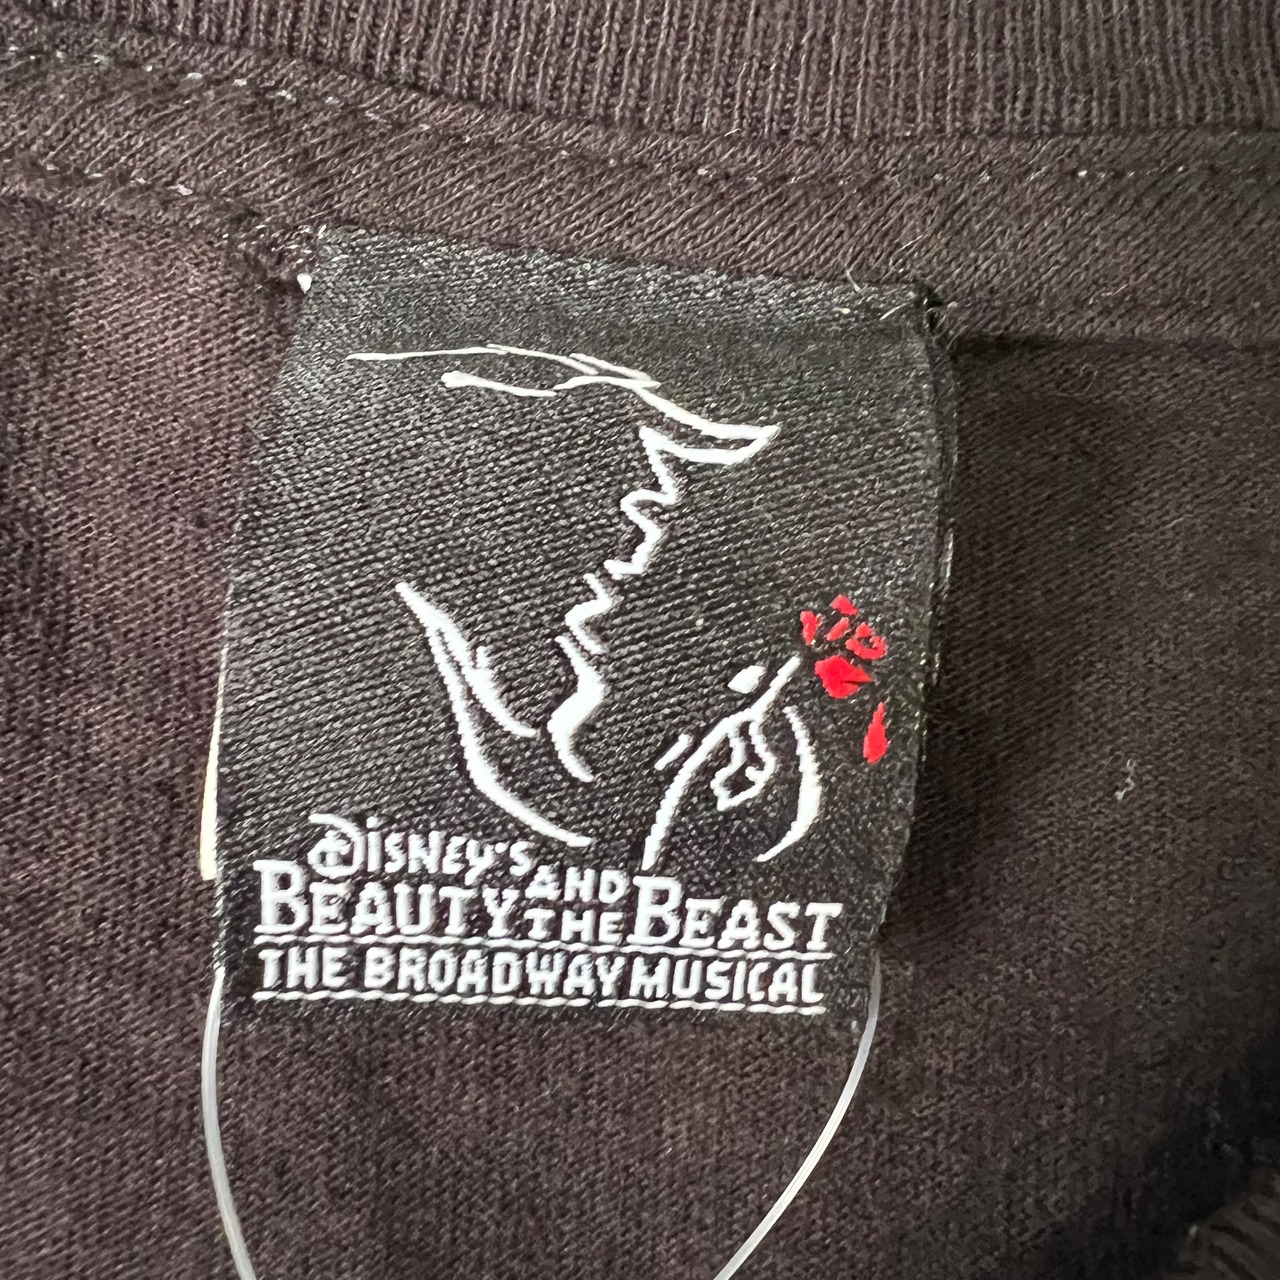 Disney's
Beauty and the Beast
THE BROADWAY MUSICAL